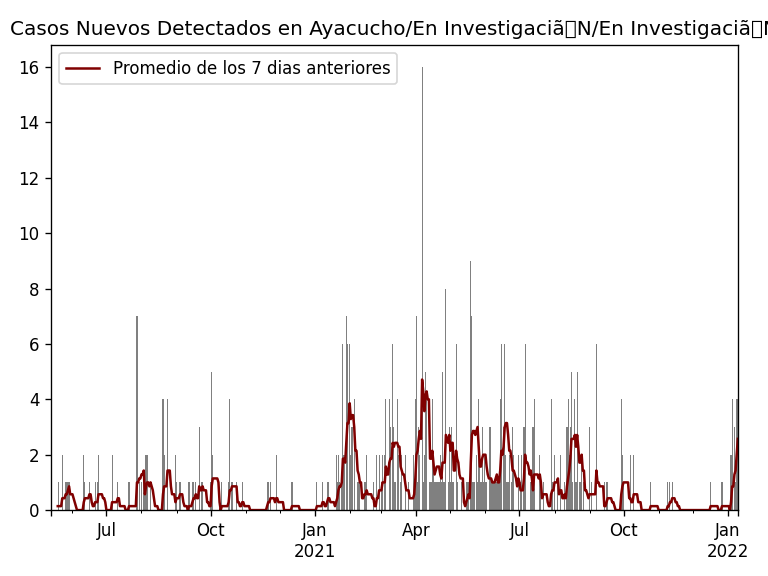 Casos Nuevos Detectados en Ayacucho/En Investigaciã▯N/En Investigaciã▯N
Promedio de los 7 dias anteriores
16
14
12
10
8
6
4
2
0
Jul
Oct
Jan
2021
Apr
Jul
Oct
Jan
2022